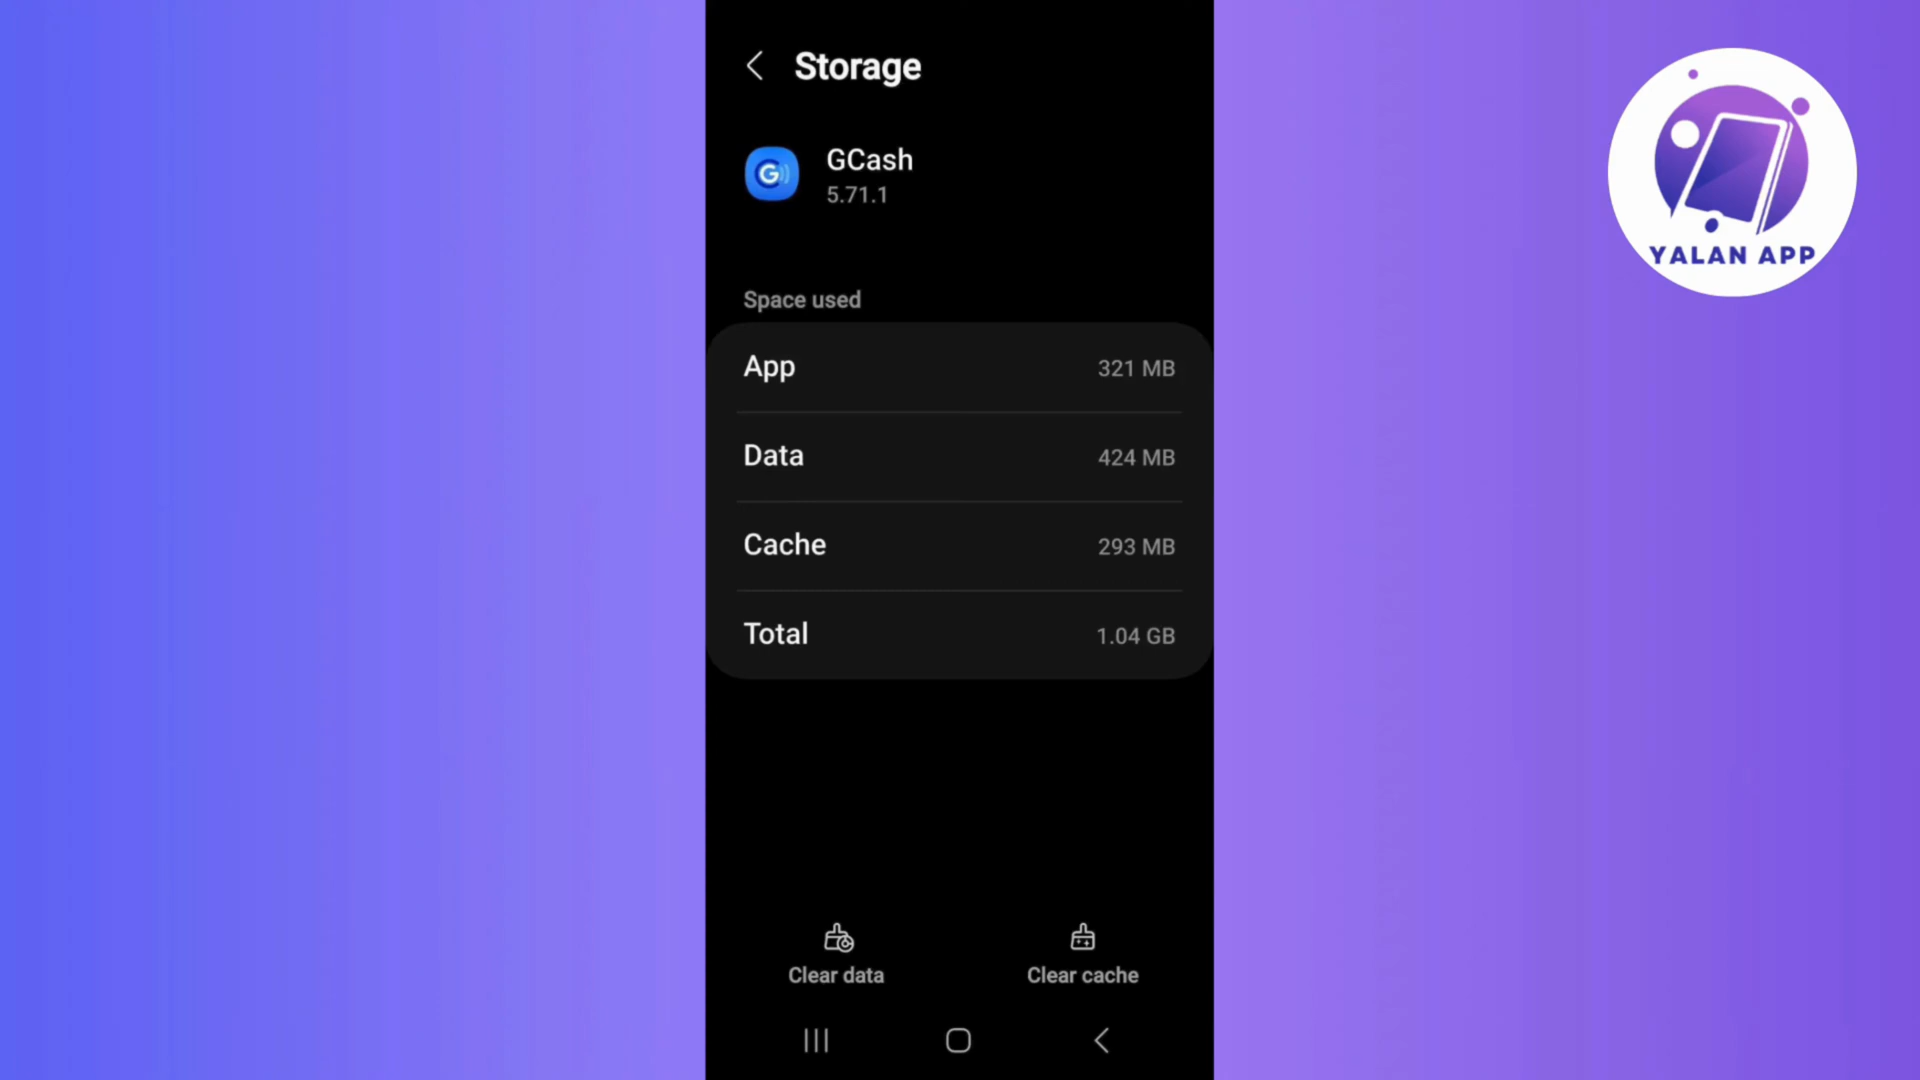 Storage
GCash
5.71.1
Space used
App 321 MB
Data 424 MB
Cache 293 MB
Total 1.04 GB
Clear data Clear cache
YALAN APP